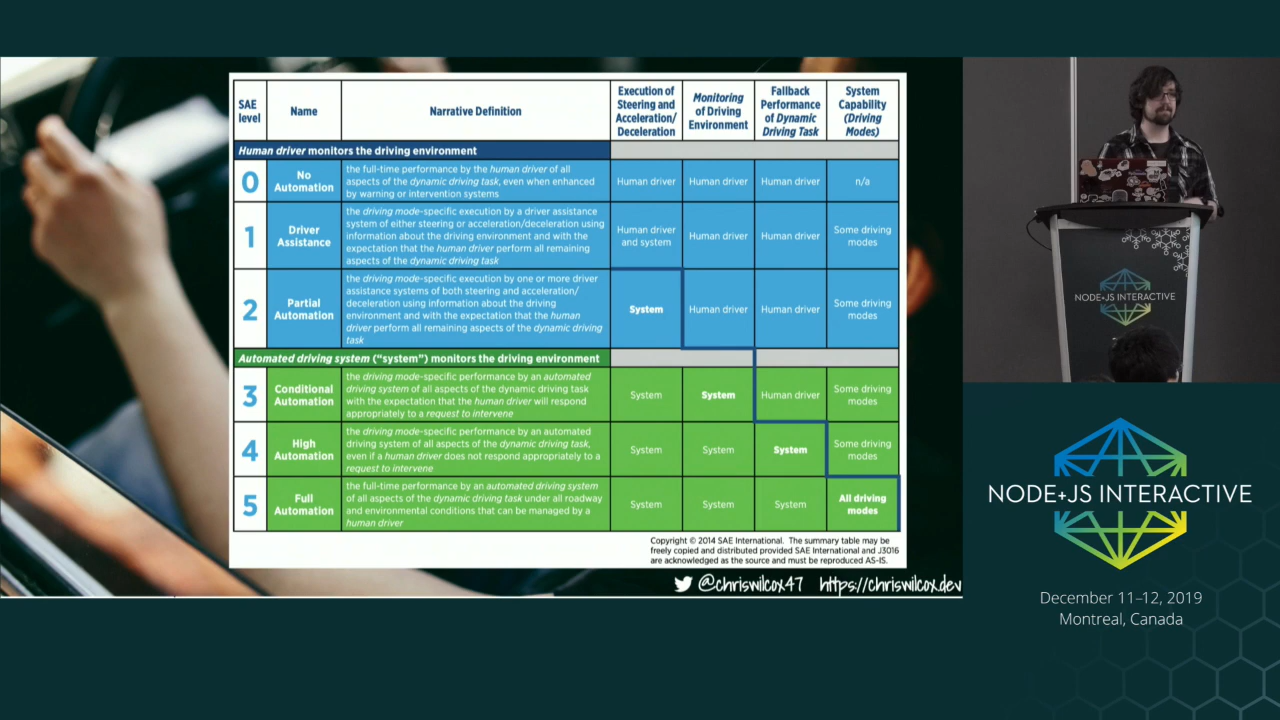 SAE
level
Name
Narrative Definition
Execution of
Steering and
Acceleration/
Deceleration
Monitoring
of Driving
Environment
Fallback
Performance
of Dynamic
Driving Task
System
Capability
(Driving
Modes)
Human driver monitors the driving environment
0
No
Automation
the full-time performance by the human driver of all
aspects of the dynamic driving task, even when enhanced
by warning or intervention systems
Human driver
Human driver
Human driver
n/a
1
Driver
Assistance
the driving mode-specific execution by a driver assistance
system of either steering or acceleration/deceleration using
information about the driving environment and with the
expectation that the human driver perform all remaining
aspects of the dynamic driving task
Human driver
and system
Human driver
Human driver
Some driving
modes
2
Partial
Automation
the driving mode-specific execution by one or more driver
assistance systems of both steering and acceleration/
deceleration using information about the driving
environment and with the expectation that the human
driver perform all remaining aspects of the dynamic driving
task
System
Human driver
Human driver
Some driving
modes
Automated driving system ("system") monitors the driving environment
3
Conditional
Automation
the driving mode-specific performance by an automated
driving system of all aspects of the dynamic driving task
with the expectation that the human driver will respond
appropriately to a request to intervene
System
System
Human driver
Some driving
modes
4
High
Automation
the driving mode-specific performance by an automated
driving system of all aspects of the dynamic driving task,
even if a human driver does not respond appropriately to a
request to intervene
System
System
System
Some driving
modes
5
Full
Automation
the full-time performance by an automated driving system
of all aspects of the dynamic driving task under all roadway
and environmental conditions that can be managed by a
human driver
System
System
System
All driving
modes
Copyright © 2014 SAE International. The summary table may be
freely copied and distributed provided SAE International and J3016
are acknowledged as the source and must be reproduced AS-IS.
@chriswilcox47 https://chriswilcox.dev
NODE+JS INTERACTIVE
NODE+JS INTERACTIVE
December 11–12, 2019
Montreal, Canada